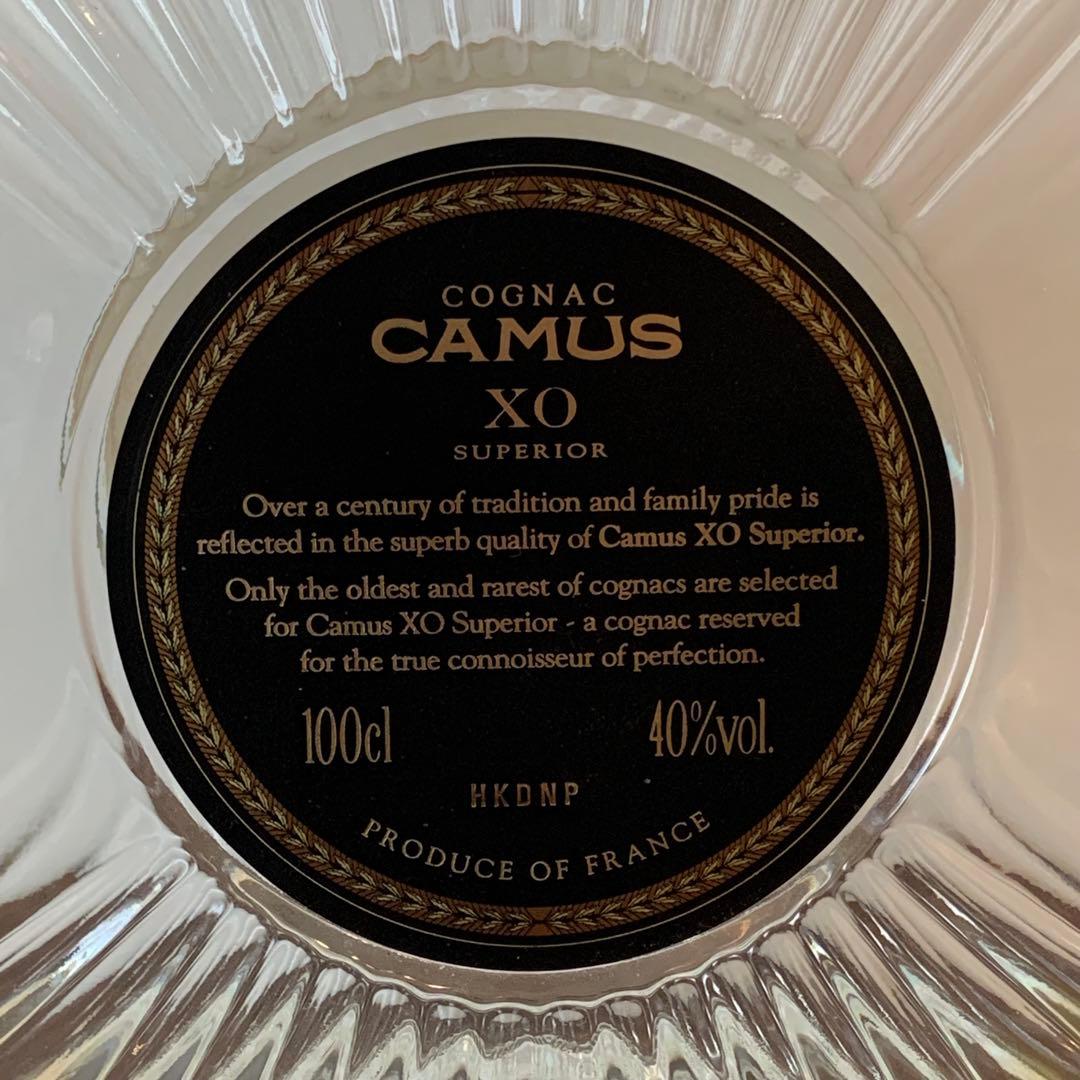 COGNAC
CAMUS
XO
SUPERIOR
Over a century of tradition and family pride is
reflected in the superb quality of Camus XO Superior.
Only the oldest and rarest of cognacs are selected
for Camus XO Superior - a cognac reserved
for the true connoisseur of perfection.
100cl 40%vol.
HKDNP
PRODUCE OF FRANCE